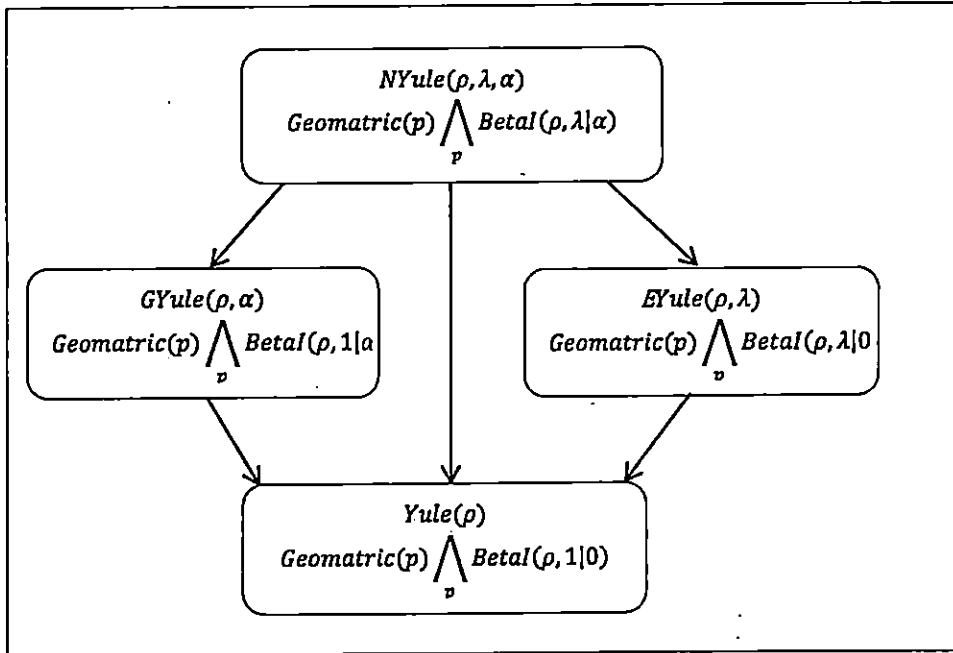 NYule(ρ, λ, α)
Geomatric(p) ⋀ BetaI(ρ, λ|α)
p
GYule(ρ, α)
Geomatric(p) ⋀ BetaI(ρ, 1|a
p
EYule(ρ, λ)
Geomatric(p) ⋀ BetaI(ρ, λ|0
p
Yule(ρ)
Geomatric(p) ⋀ BetaI(ρ, 1|0)
p